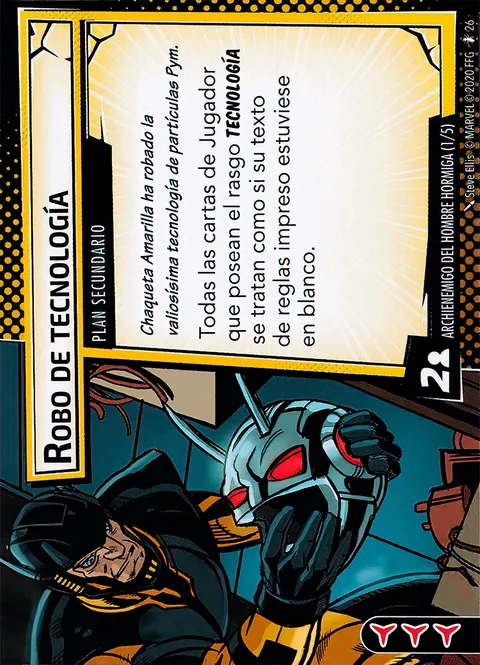 ROBO DE TECNOLOGÍA
PLAN SECUNDARIO
Chaqueta Amarilla ha robado la
valiosísima tecnología de partículas Pym.
Todas las cartas de Jugador
que posean el rasgo TECNOLOGÍA
se tratan como si su texto
de reglas impreso estuviese
en blanco.
2
ARCHIENEMIGO DEL HOMBRE HORMIGA (1/5)
Steve Ellis © MARVEL © 2020 FFG 26